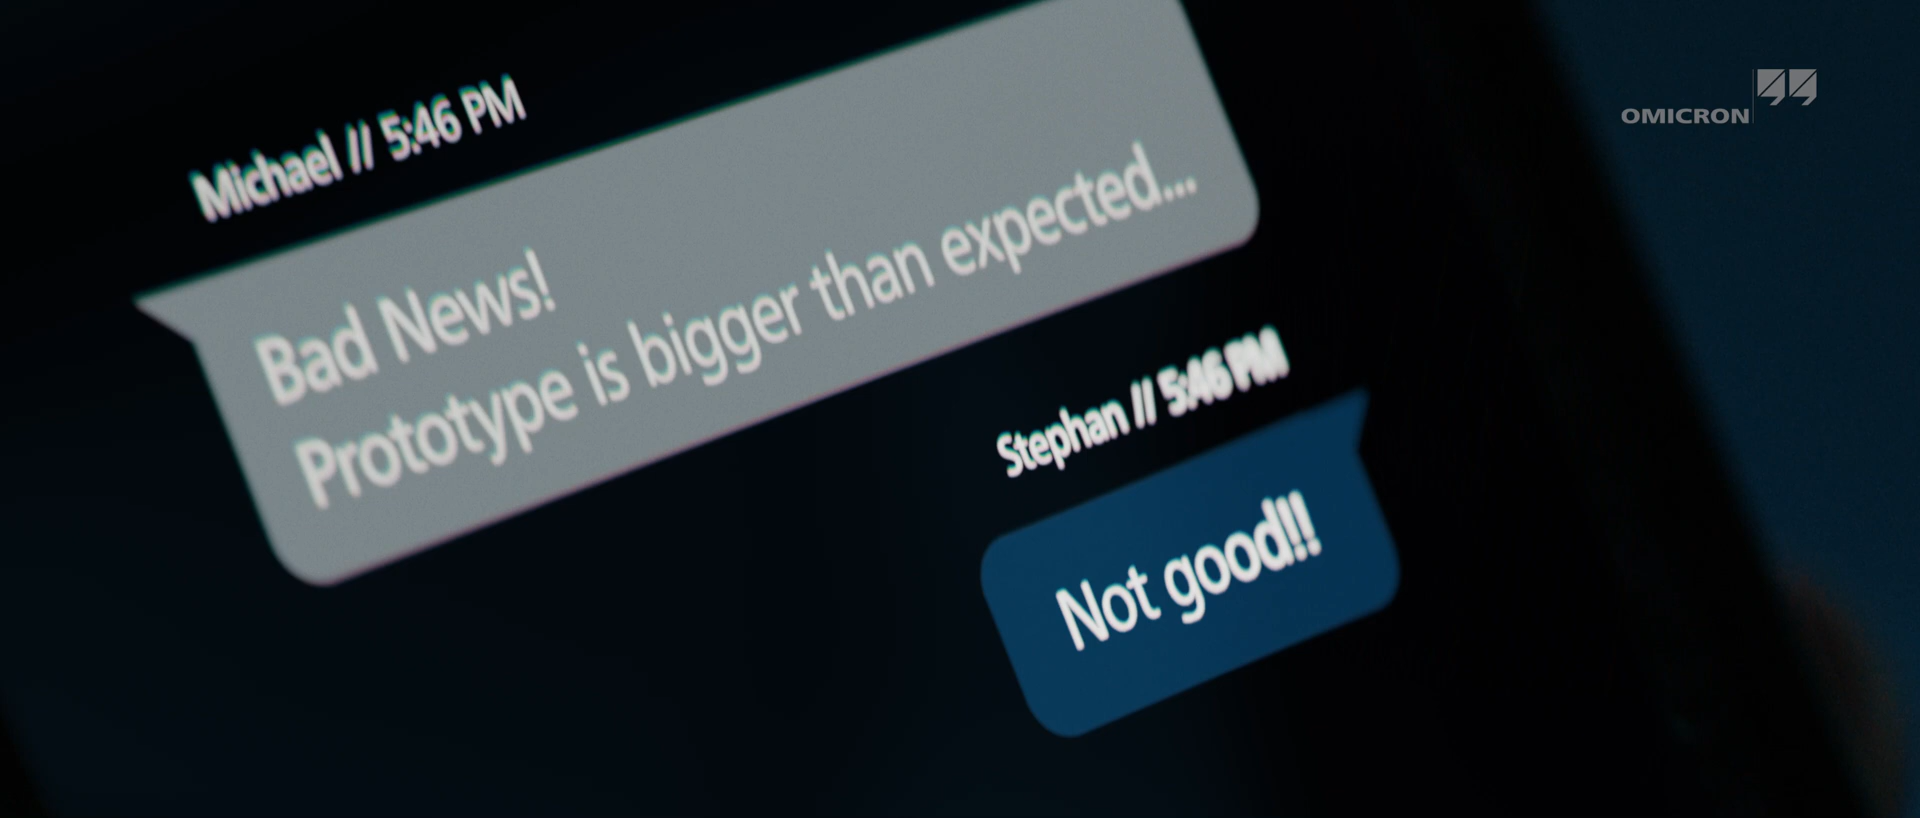 OMICRON
Michael // 5:46 PM
Bad News!
Prototype is bigger than expected...
Stephan // 5:46 PM
Not good!!